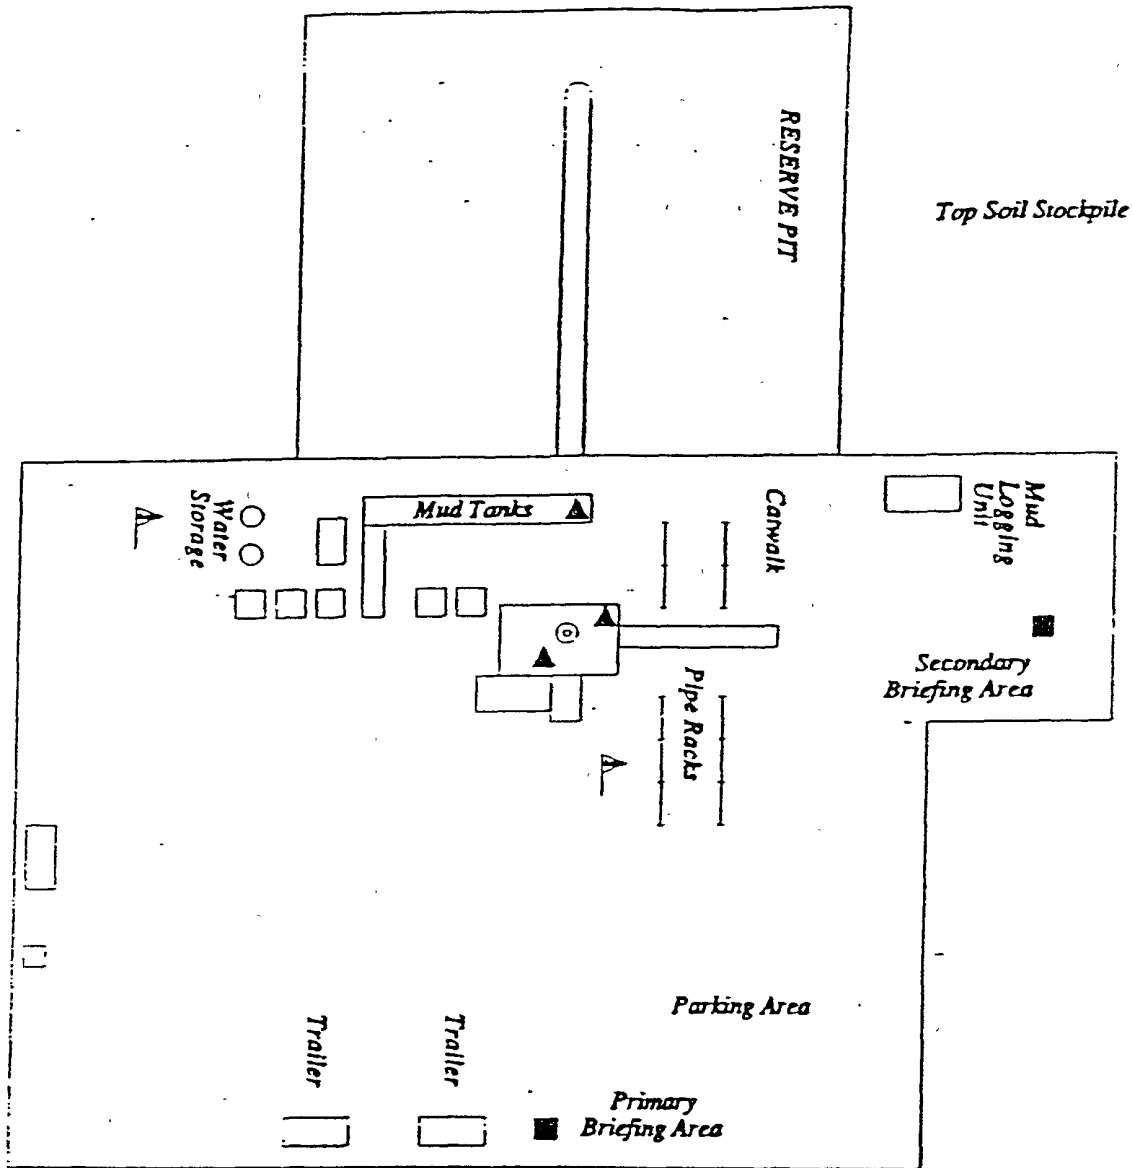 RESERVE PIT
Top Soil Stockpile
Water
Storage
Mud Tanks
Catwalk
Mud
Logging
Unit
Secondary
Briefing Area
Pipe Racks
Parking Area
Trailer
Trailer
Primary
Briefing Area